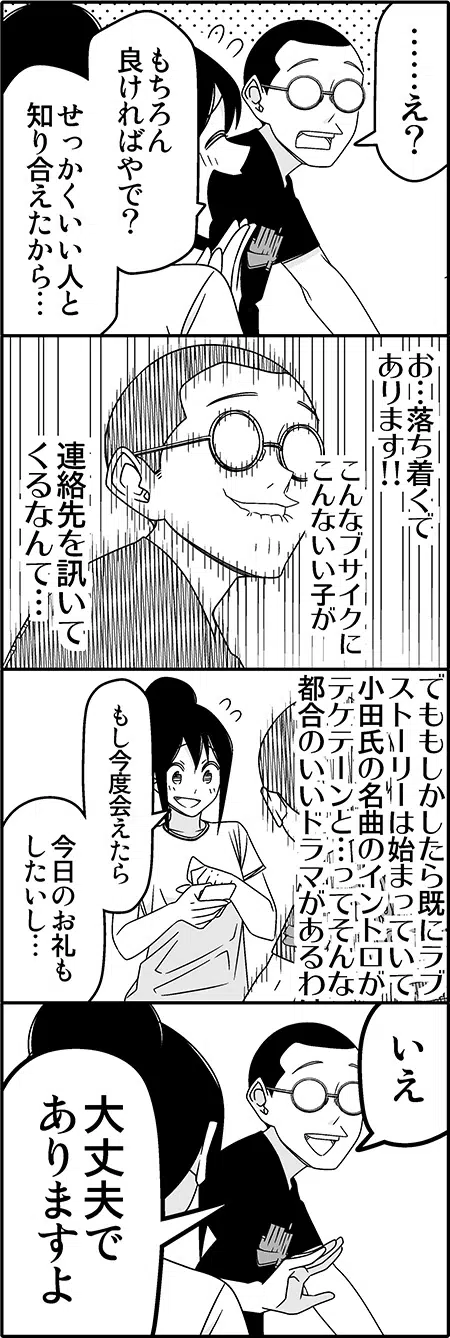 ……え？
もちろん
良ければやで？
せっかくいい人と
知り合えたから…
お…落ち着くで
あります!!
こんなブサイクに
こんないい子が
連絡先を訊いて
くるなんて…
でももしかしたら既にラブ
ストーリーは始まっていて
小田氏の名曲のイントロが
テケテーンと…ってそんな
都合のいいドラマがあるわ
もし今度会えたら
今日のお礼も
したいし…
いえ
大丈夫で
ありますよ